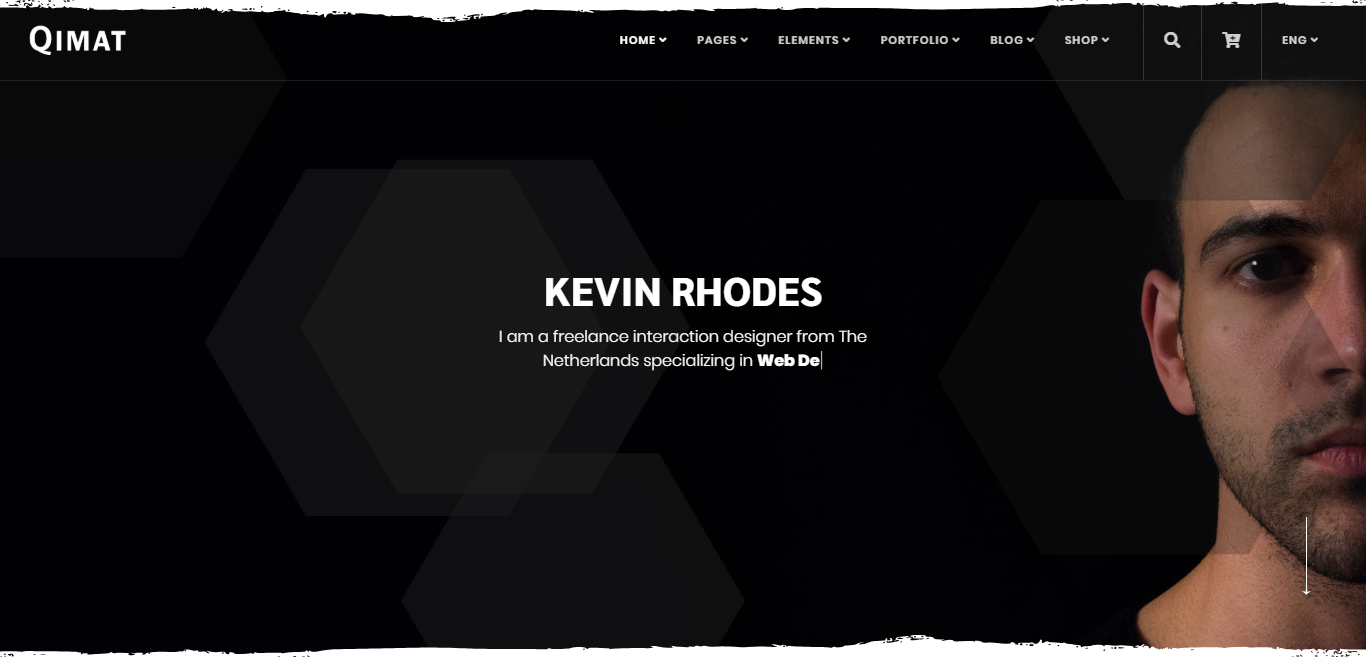 QIMAT
HOME PAGES ELEMENTS PORTFOLIO BLOG SHOP ENG
KEVIN RHODES
I am a freelance interaction designer from The
Netherlands specializing in Web De